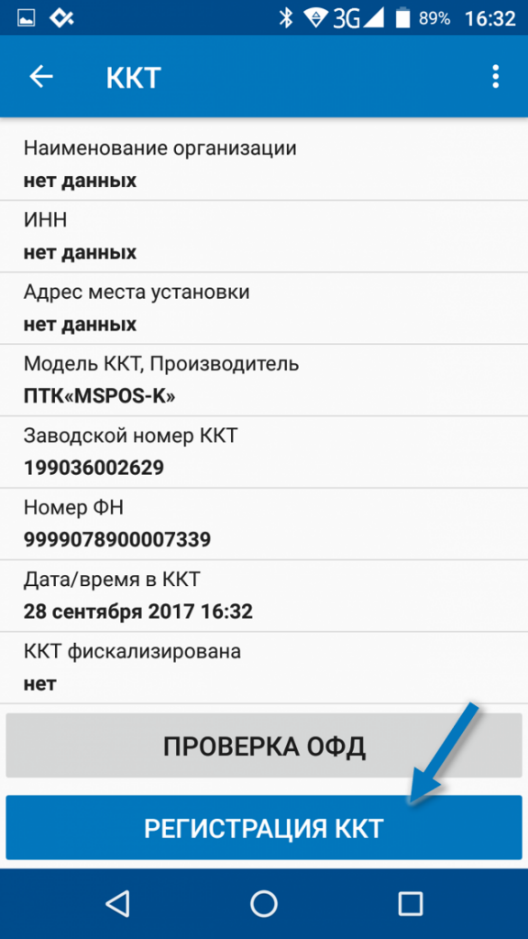 3G 89% 16:32
ККТ
Наименование организации
нет данных
ИНН
нет данных
Адрес места установки
нет данных
Модель ККТ, Производитель
ПТК«MSPOS-K»
Заводской номер ККТ
199036002629
Номер ФН
9999078900007339
Дата/время в ККТ
28 сентября 2017 16:32
ККТ фискализирована
нет
ПРОВЕРКА ОФД
РЕГИСТРАЦИЯ ККТ